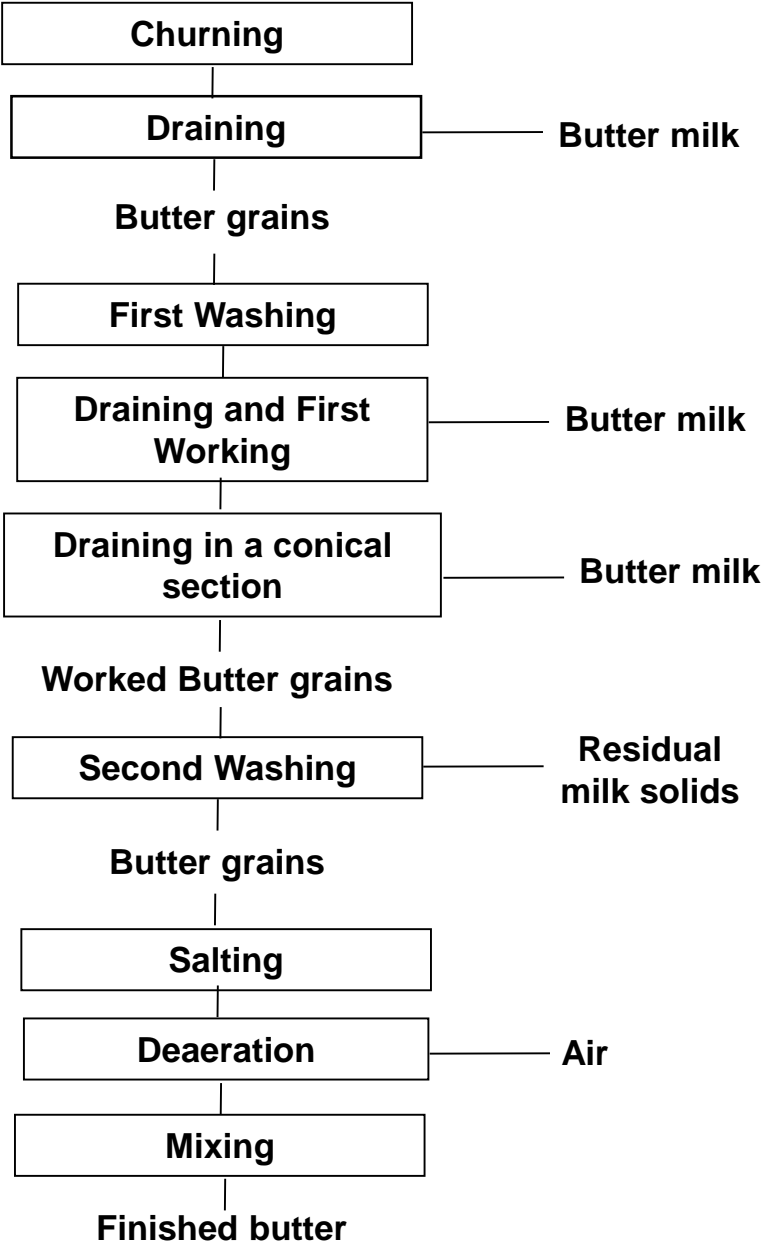 Churning
Draining
Butter milk
Butter grains
First Washing
Draining and First
Working
Butter milk
Draining in a conical
section
Butter milk
Worked Butter grains
Second Washing
Residual
milk solids
Butter grains
Salting
Deaeration
Air
Mixing
Finished butter